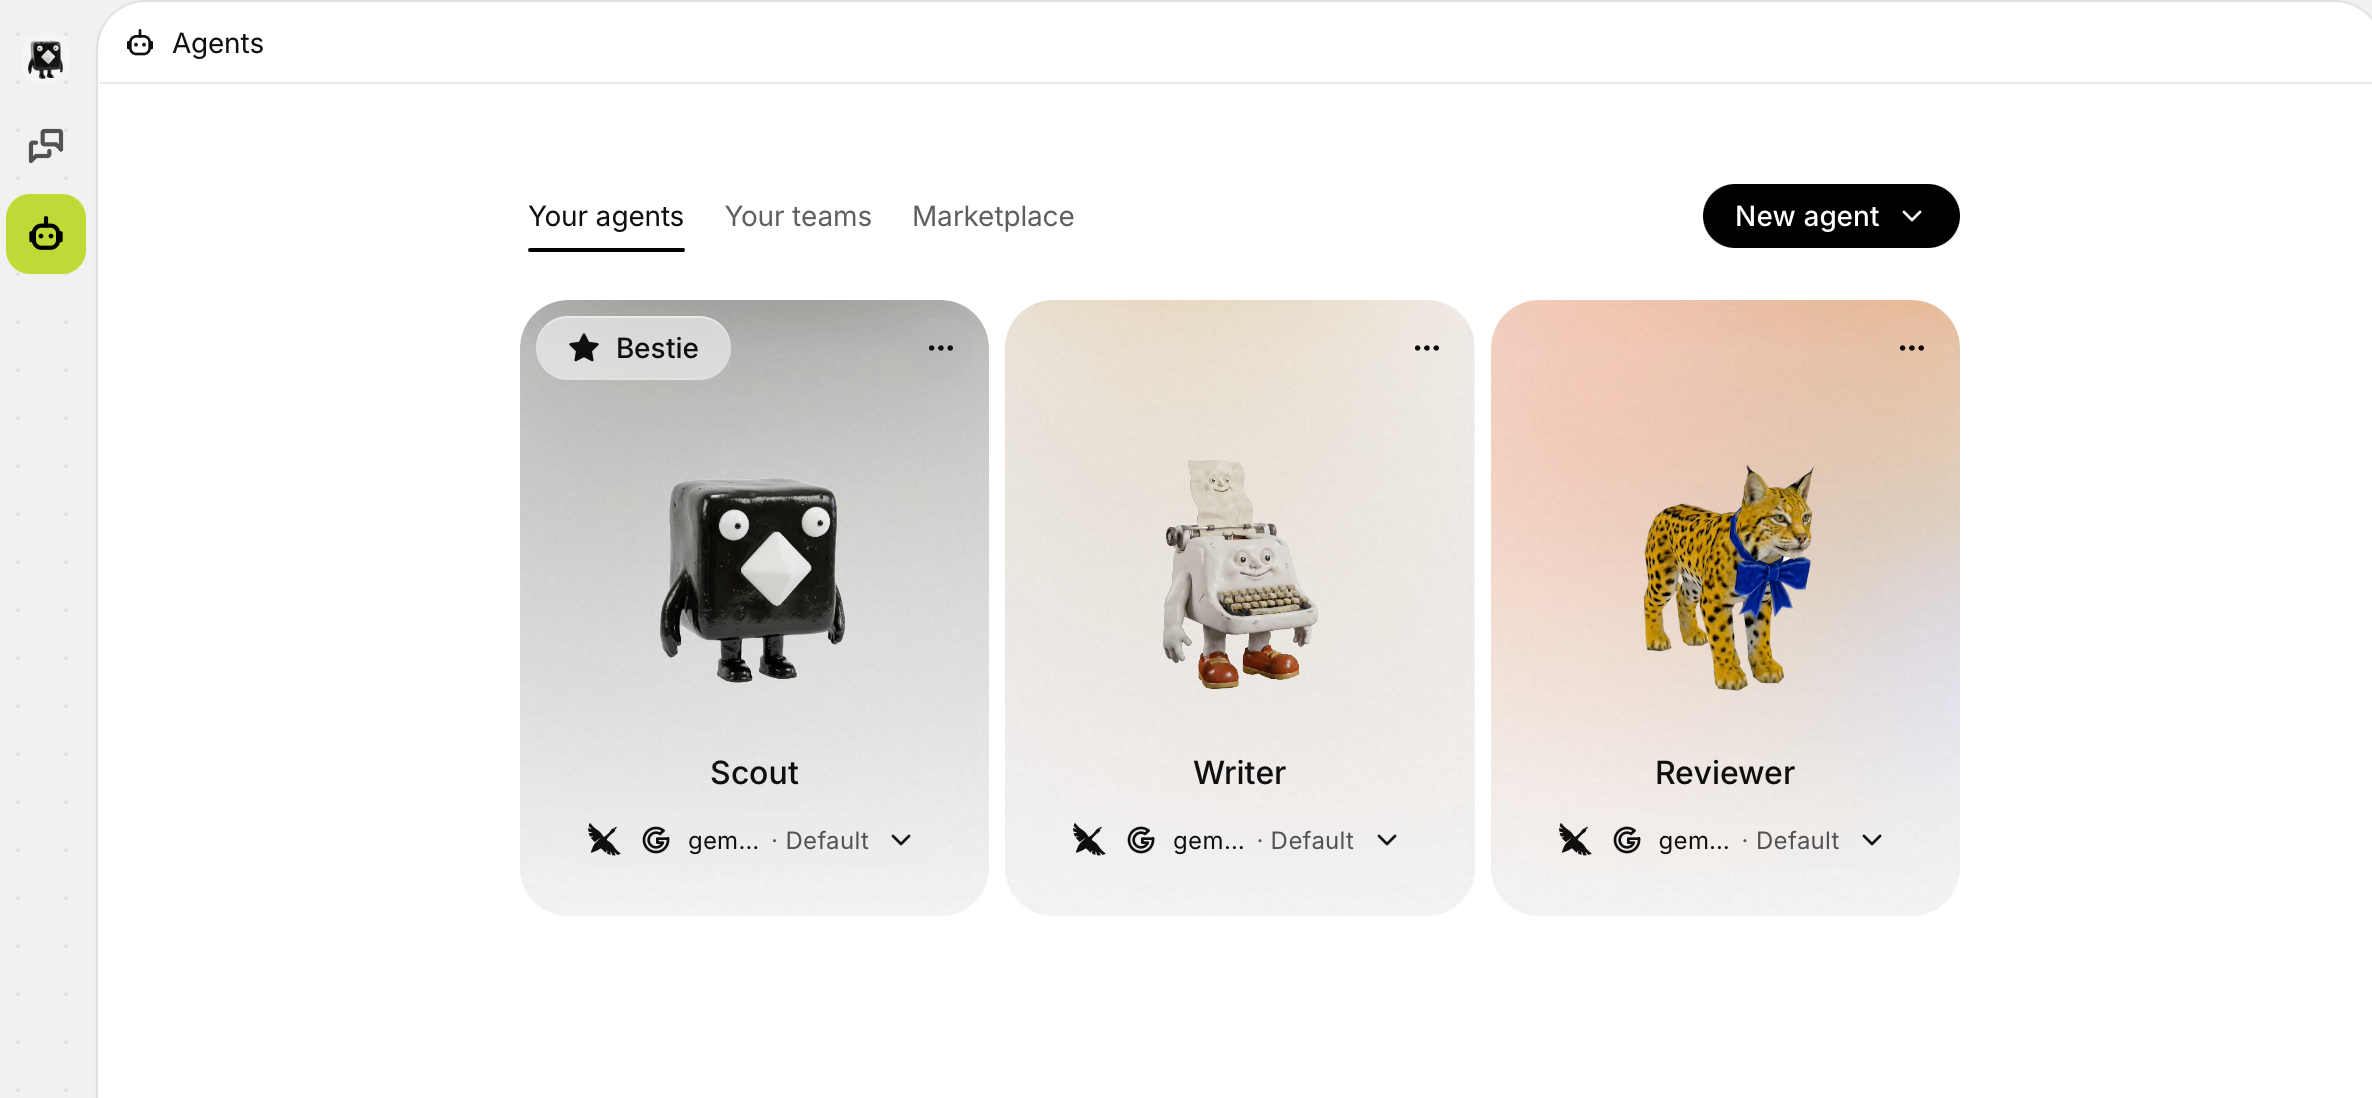 Agents
Your agents
Your teams
Marketplace
New agent
Bestie
Scout
gem... · Default
Writer
gem... · Default
Reviewer
gem... · Default